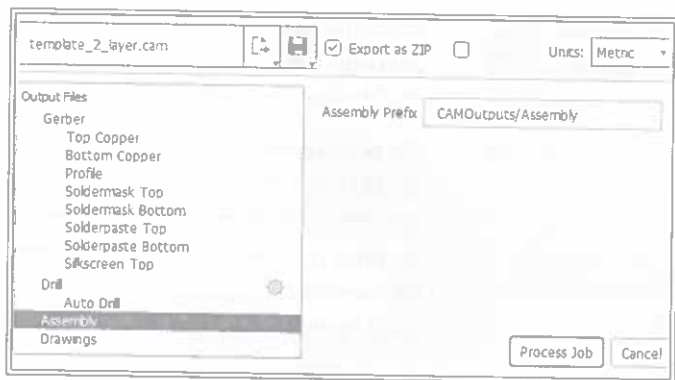 template_2_layer.cam
Export as ZIP
Units: Metric
Output Files
Gerber
Top Copper
Bottom Copper
Profile
Soldermask Top
Soldermask Bottom
Solderpaste Top
Solderpaste Bottom
Silkscreen Top
Drill
Auto Drill
Assembly
Drawings
Assembly Prefix CAMOutputs/Assembly
Process Job
Cancel